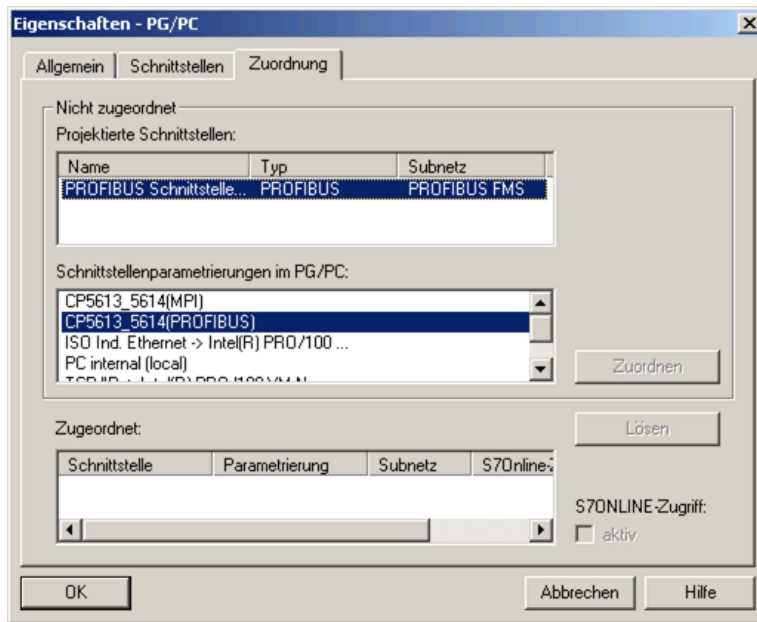 Eigenschaften - PG/PC
Allgemein Schnittstellen Zuordnung
Nicht zugeordnet
Projektierte Schnittstellen:
Name Typ Subnetz
PROFIBUS Schnittstelle... PROFIBUS PROFIBUS FMS
Schnittstellenparametrierungen im PG/PC:
CP5613_5614(MPI)
CP5613_5614(PROFIBUS)
ISO Ind. Ethernet -> Intel(R) PRO/100 ...
PC internal (local)
Zuordnen
Zugeordnet:
Lösen
Schnittstelle Parametrierung Subnetz S7Online-Z
S7ONLINE-Zugriff:
aktiv
OK Abbrechen Hilfe